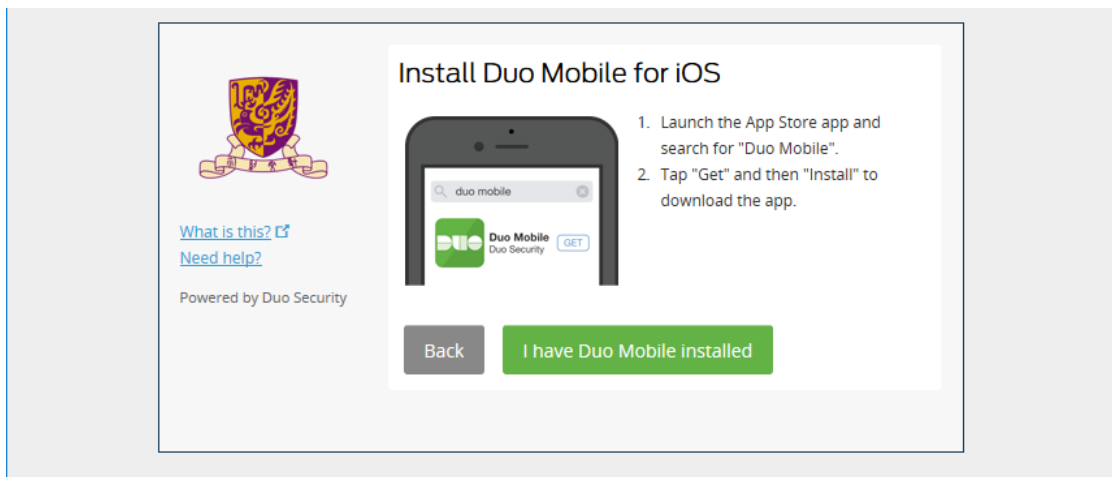 Install Duo Mobile for iOS
1. Launch the App Store app and
search for "Duo Mobile".
2. Tap "Get" and then "Install" to
download the app.
duo mobile
DUO
Duo Mobile
Duo Security
GET
What is this?
Need help?
Powered by Duo Security
Back
I have Duo Mobile installed